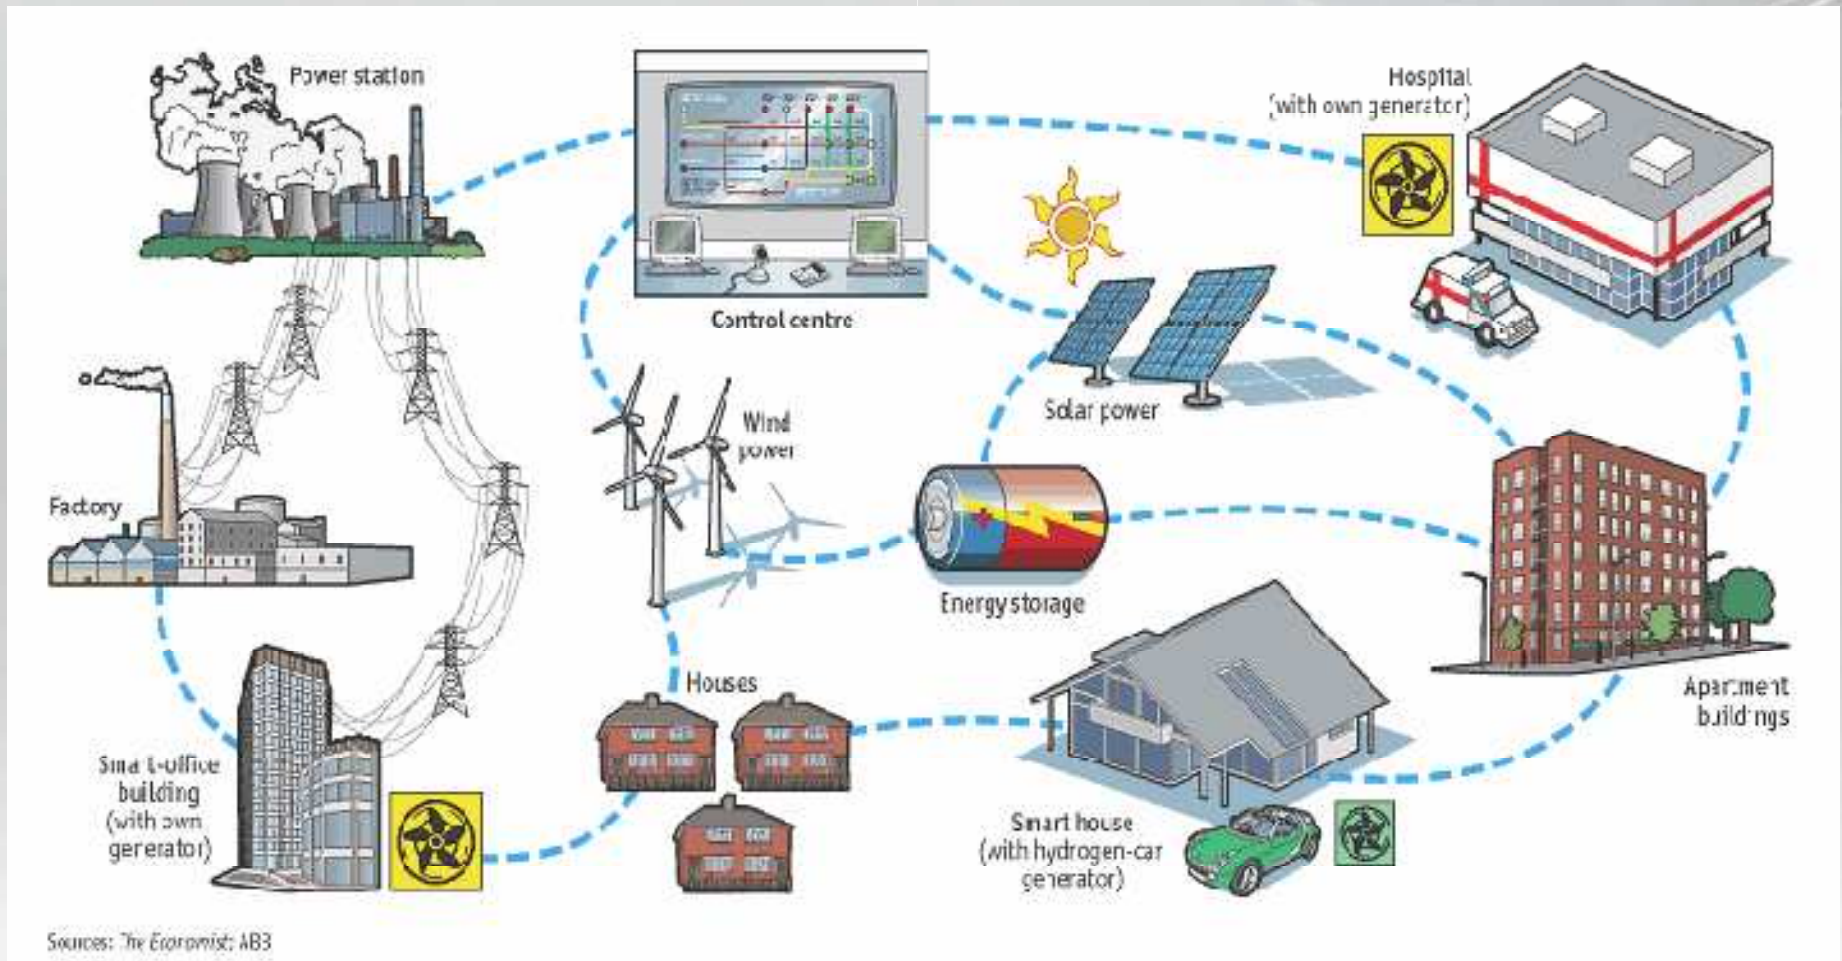 Power station
Hospital
(with own generator)
Control centre
Solar power
Wind
power
Factory
Energy storage
Houses
Apartment
buildings
Smart-office
building
(with own
generator)
Smart house
(with hydrogen-car
generator)
Sources: The Economist; ABB